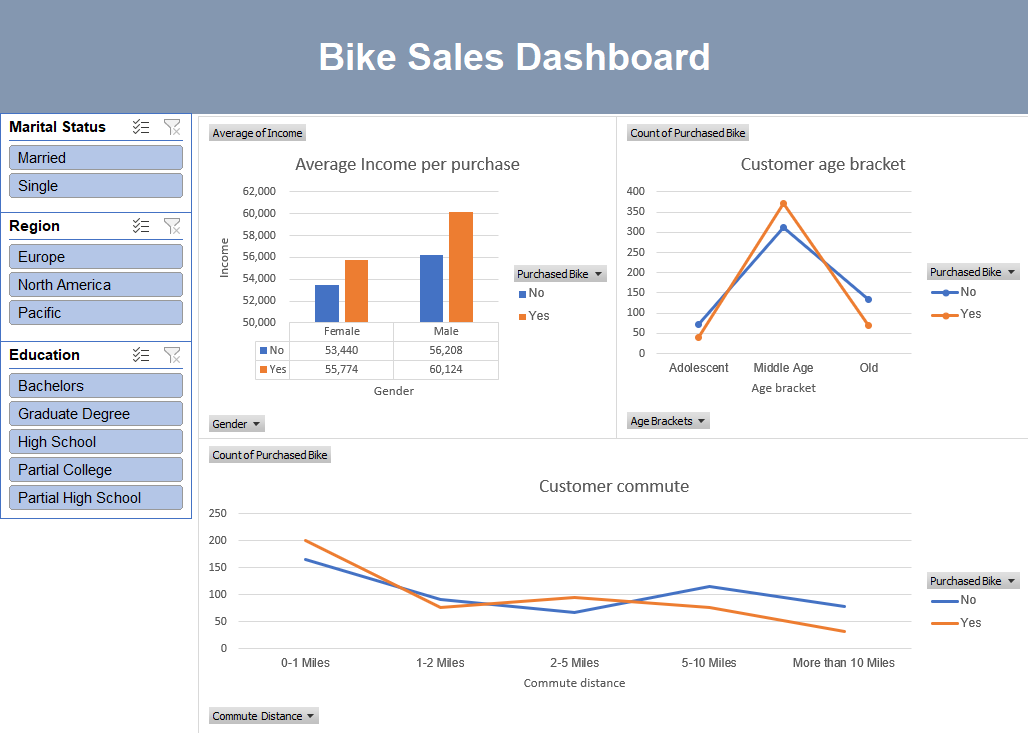 Bike Sales Dashboard
Marital Status
Married
Single
Region
Europe
North America
Pacific
Education
Bachelors
Graduate Degree
High School
Partial College
Partial High School
Average of Income
Average Income per purchase
62,000
60,000
58,000
56,000
54,000
52,000
50,000
Income
Female Male
No 53,440 56,208
Yes 55,774 60,124
Gender
Purchased Bike
No
Yes
Gender
Count of Purchased Bike
Customer age bracket
400
350
300
250
200
150
100
50
0
Adolescent Middle Age Old
Age bracket
Purchased Bike
No
Yes
Age Brackets
Count of Purchased Bike
Customer commute
250
200
150
100
50
0
0-1 Miles 1-2 Miles 2-5 Miles 5-10 Miles More than 10 Miles
Commute distance
Purchased Bike
No
Yes
Commute Distance